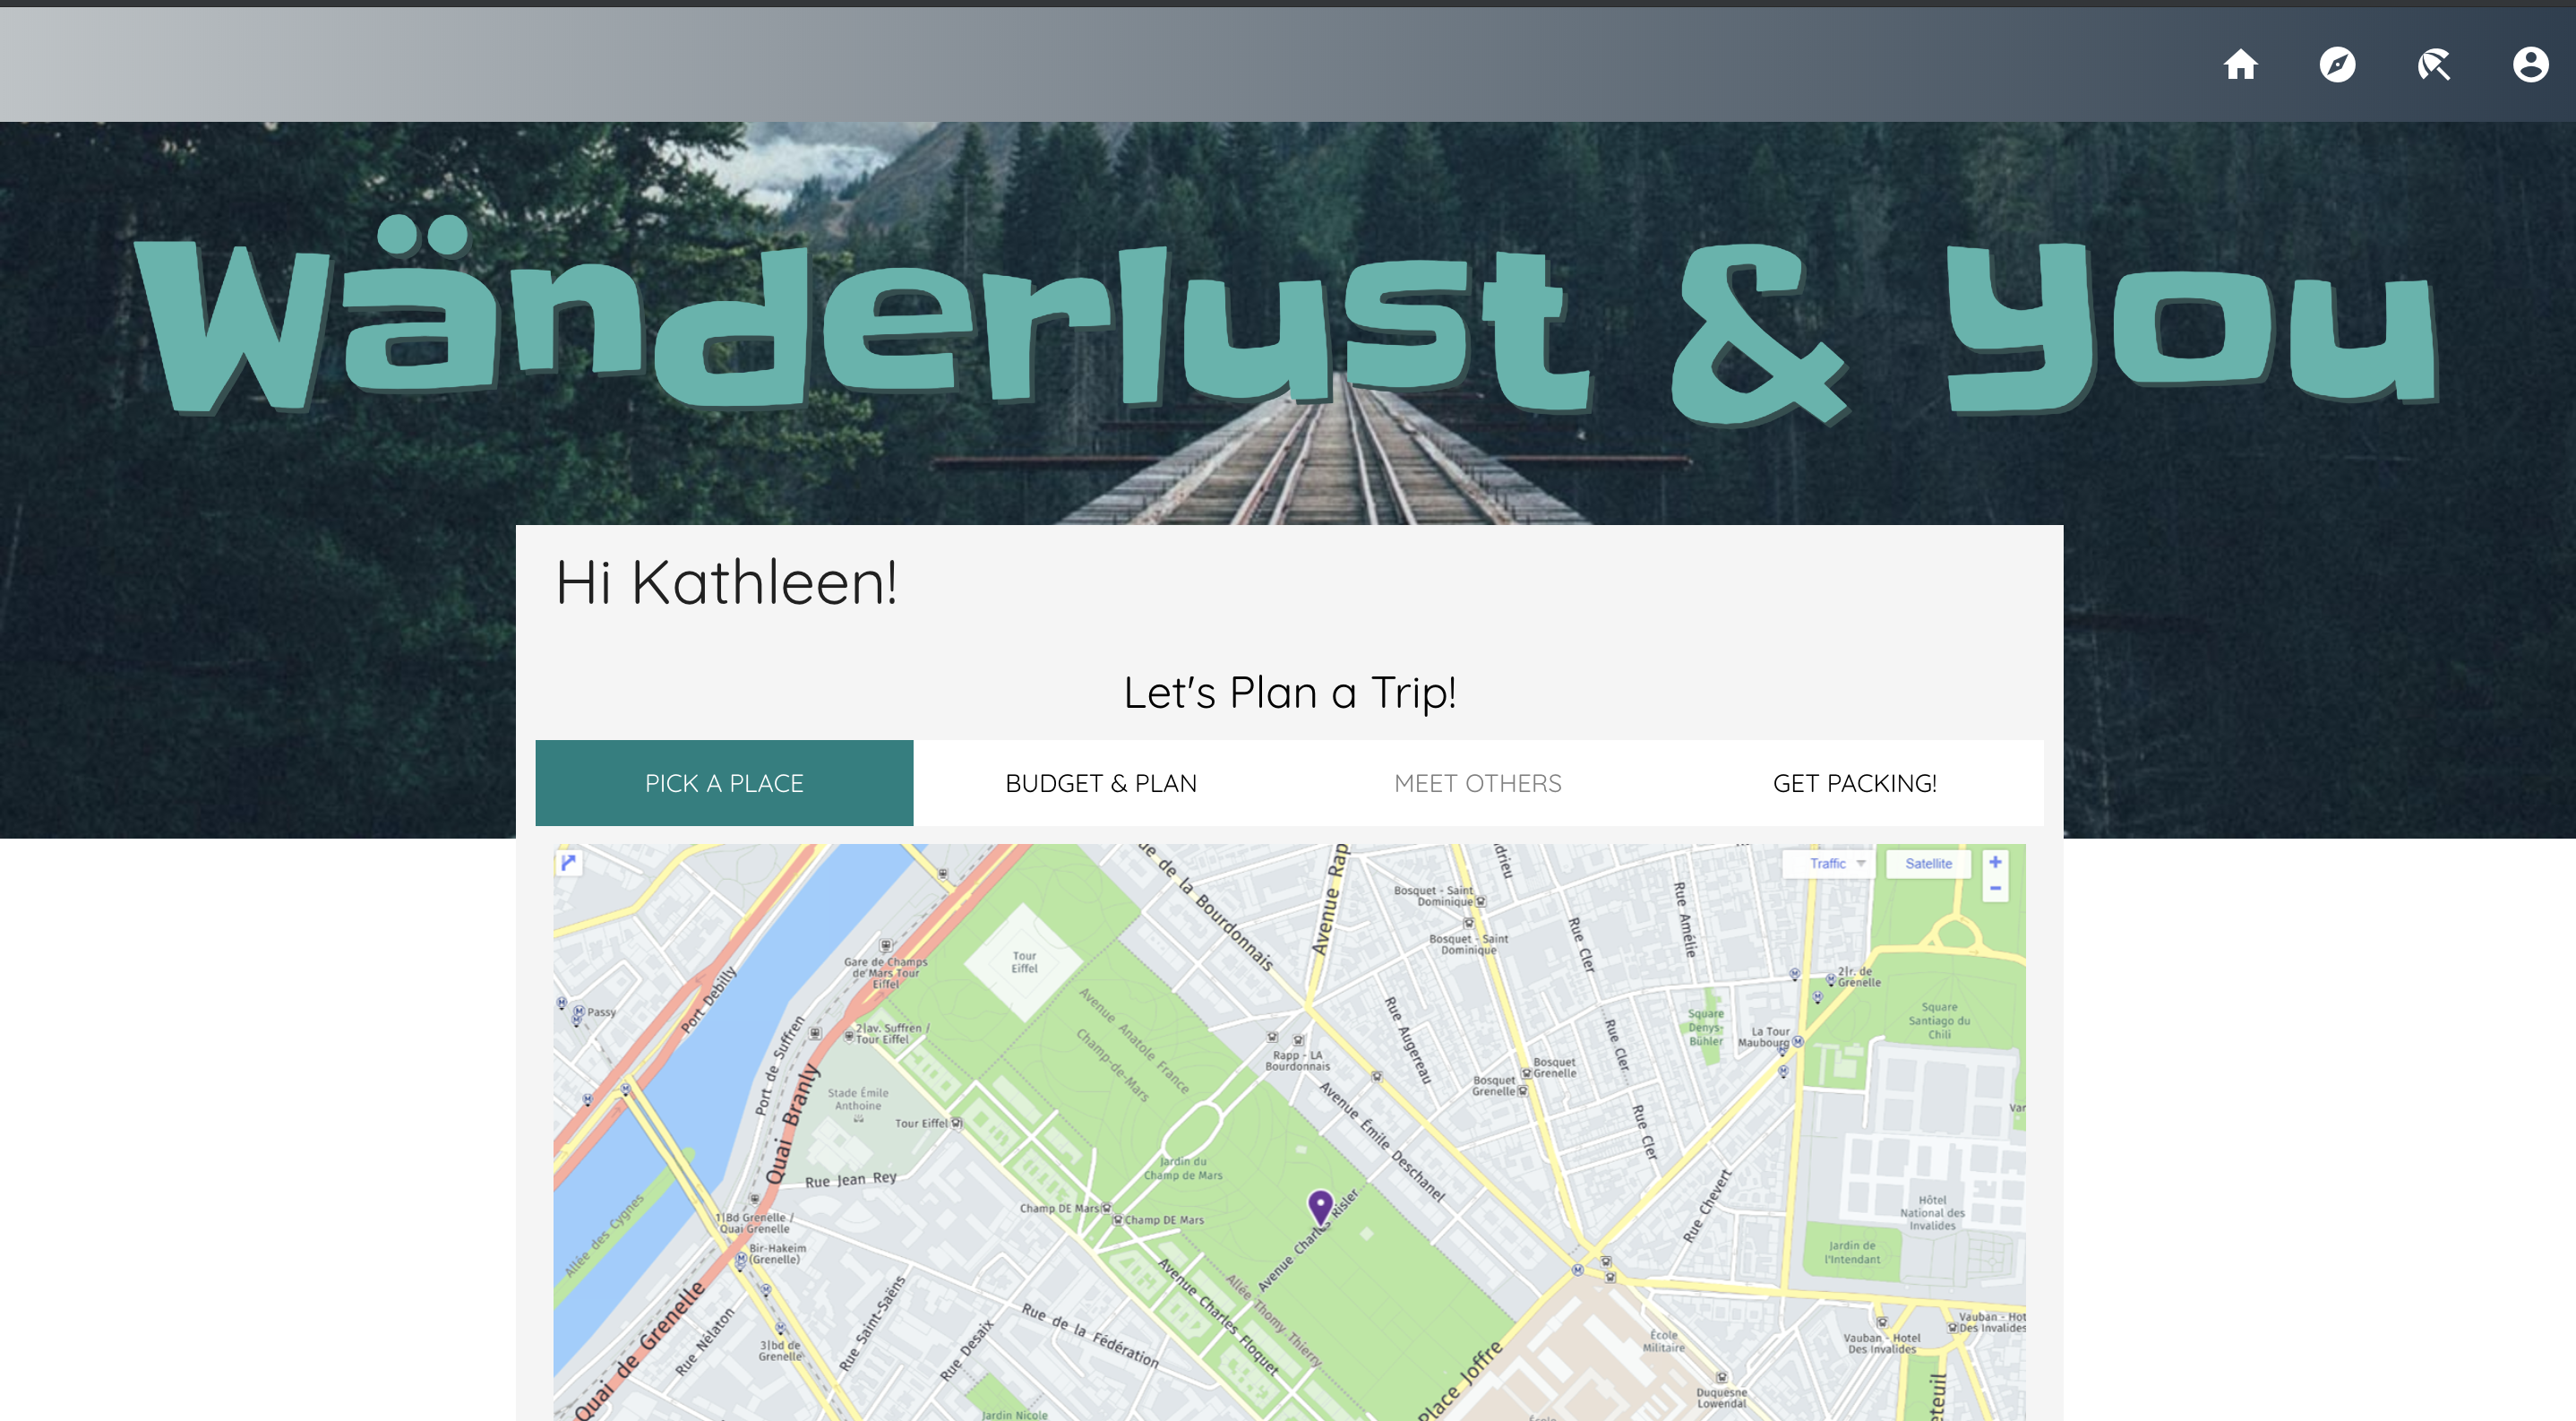 Wänderlust & You
Hi Kathleen!
Let's Plan a Trip!
PICK A PLACE
BUDGET & PLAN
MEET OTHERS
GET PACKING!
Traffic
Satellite
+
−
Avenue Rap
Rue Amélie
Rue Cler
Bosquet - Saint
Dominique
Bosquet - Saint
Dominique
Tour
Eiffel
Gare de Champs
de Mars Tour
Eiffel
Port Debilly
Passy
de la Bourdonnais
2|r. de
Grenelle
Square
Santiago du
Chili
Square
Denys-
Bühler
La Tour
Maubourg
Port de Suffren
2|av. Suffren /
Tour Eiffel
Avenue Anatole France
Champ-de-Mars
Rue Augereau
Rue Cler
Rapp - LA
Bourdonnais
Bosquet
Grenelle
Bosquet
Grenelle
Quai Branly
Stade Émile
Anthoine
Tour Eiffel
Avenue Émile Deschanel
Rue Cler
Var
Rue Jean Rey
Jardin du
Champ de Mars
Champ DE Mars
Champ DE Mars
Avenue Charles Risler
Rue Chevert
Hôtel
National des
Invalides
Jardin de
l'Intendant
Allée des Cygnes
1|Bd Grenelle /
Quai Grenelle
Bir-Hakeim
(Grenelle)
Avenue Charles Floquet
Allée Thomy Thierry
Quai de Grenelle
Rue Nélaton
Rue Saint-Saëns
Rue Desaix
Rue de la Fédération
3|bd de
Grenelle
Place Joffre
École
Militaire
Vauban - Hotel
Des Invalides
Vauban - Hot
Des Invalides
Duquesne
Lowendal
Jardin Nicole
École
eteuil